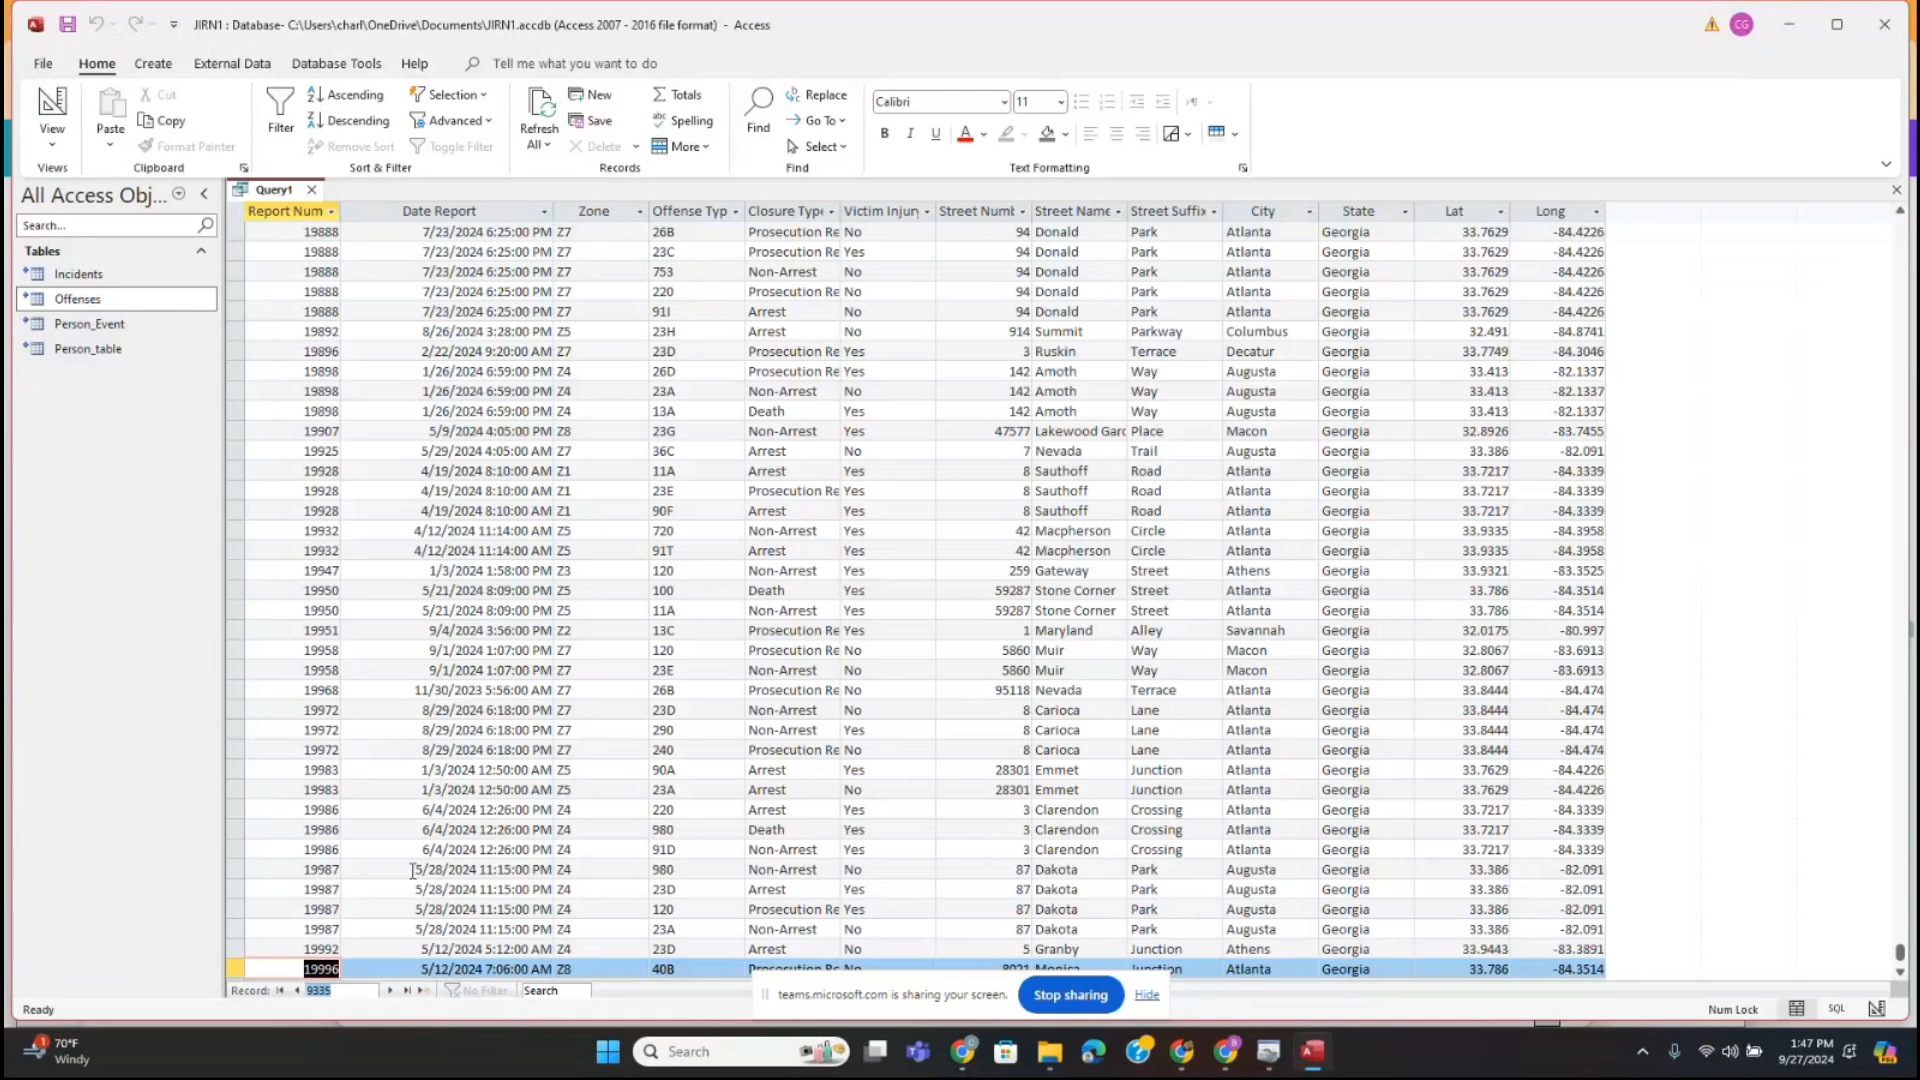 JIRN1 : Database- C:\Users\charl\OneDrive\Documents\JIRN1.accdb (Access 2007 - 2016 file format) - Access
CG
File Home Create External Data Database Tools Help Tell me what you want to do
View
Views
Paste
Cut
Copy
Format Painter
Clipboard
Filter
Ascending
Descending
Remove Sort
Selection
Advanced
Toggle Filter
Sort & Filter
Refresh All
New
Save
Delete
Totals
Spelling
More
Records
Find
Replace
Go To
Select
Find
Calibri 11
B I U A
Text Formatting
All Access Obj...
Search...
Tables
Incidents
Offenses
Person_Event
Person_table
Query1
Report Num Date Report Zone Offense Typ Closure Type Victim Injury Street Numb Street Name Street Suffix City State Lat Long
19888 7/23/2024 6:25:00 PM Z7 26B Prosecution Re No 94 Donald Park Atlanta Georgia 33.7629 -84.4226
19888 7/23/2024 6:25:00 PM Z7 23C Prosecution Re Yes 94 Donald Park Atlanta Georgia 33.7629 -84.4226
19888 7/23/2024 6:25:00 PM Z7 753 Non-Arrest No 94 Donald Park Atlanta Georgia 33.7629 -84.4226
19888 7/23/2024 6:25:00 PM Z7 220 Prosecution Re No 94 Donald Park Atlanta Georgia 33.7629 -84.4226
19888 7/23/2024 6:25:00 PM Z7 91I Arrest No 94 Donald Park Atlanta Georgia 33.7629 -84.4226
19892 8/26/2024 3:28:00 PM Z5 23H Arrest No 914 Summit Parkway Columbus Georgia 32.491 -84.8741
19896 2/22/2024 9:20:00 AM Z7 23D Prosecution Re Yes 3 Ruskin Terrace Decatur Georgia 33.7749 -84.3046
19898 1/26/2024 6:59:00 PM Z4 26D Prosecution Re Yes 142 Amoth Way Augusta Georgia 33.413 -82.1337
19898 1/26/2024 6:59:00 PM Z4 23A Non-Arrest No 142 Amoth Way Augusta Georgia 33.413 -82.1337
19898 1/26/2024 6:59:00 PM Z4 13A Death Yes 142 Amoth Way Augusta Georgia 33.413 -82.1337
19907 5/9/2024 4:05:00 PM Z8 23G Non-Arrest Yes 47577 Lakewood Gard Place Macon Georgia 32.8926 -83.7455
19925 5/29/2024 4:05:00 AM Z7 36C Arrest No 7 Nevada Trail Augusta Georgia 33.386 -82.091
19928 4/19/2024 8:10:00 AM Z1 11A Arrest Yes 8 Sauthoff Road Atlanta Georgia 33.7217 -84.3339
19928 4/19/2024 8:10:00 AM Z1 23E Prosecution Re Yes 8 Sauthoff Road Atlanta Georgia 33.7217 -84.3339
19928 4/19/2024 8:10:00 AM Z1 90F Arrest Yes 8 Sauthoff Road Atlanta Georgia 33.7217 -84.3339
19932 4/12/2024 11:14:00 AM Z5 720 Non-Arrest Yes 42 Macpherson Circle Atlanta Georgia 33.9335 -84.3958
19932 4/12/2024 11:14:00 AM Z5 91T Arrest Yes 42 Macpherson Circle Atlanta Georgia 33.9335 -84.3958
19947 1/3/2024 1:58:00 PM Z3 120 Non-Arrest Yes 259 Gateway Street Athens Georgia 33.9321 -83.3525
19950 5/21/2024 8:09:00 PM Z5 100 Death Yes 59287 Stone Corner Street Atlanta Georgia 33.786 -84.3514
19950 5/21/2024 8:09:00 PM Z5 11A Non-Arrest Yes 59287 Stone Corner Street Atlanta Georgia 33.786 -84.3514
19951 9/4/2024 3:56:00 PM Z2 13C Prosecution Re Yes 1 Maryland Alley Savannah Georgia 32.0175 -80.997
19958 9/1/2024 1:07:00 PM Z7 120 Prosecution Re No 5860 Muir Way Macon Georgia 32.8067 -83.6913
19958 9/1/2024 1:07:00 PM Z7 23E Non-Arrest No 5860 Muir Way Macon Georgia 32.8067 -83.6913
19968 11/30/2023 5:56:00 AM Z7 26B Prosecution Re No 95118 Nevada Terrace Atlanta Georgia 33.8444 -84.474
19972 8/29/2024 6:18:00 PM Z7 23D Non-Arrest No 8 Carioca Lane Atlanta Georgia 33.8444 -84.474
19972 8/29/2024 6:18:00 PM Z7 290 Non-Arrest No 8 Carioca Lane Atlanta Georgia 33.8444 -84.474
19972 8/29/2024 6:18:00 PM Z7 240 Prosecution Re No 8 Carioca Lane Atlanta Georgia 33.8444 -84.474
19983 1/3/2024 12:50:00 AM Z5 90A Arrest Yes 28301 Emmet Junction Atlanta Georgia 33.7629 -84.4226
19983 1/3/2024 12:50:00 AM Z5 23A Arrest No 28301 Emmet Junction Atlanta Georgia 33.7629 -84.4226
19986 6/4/2024 12:26:00 PM Z4 220 Arrest Yes 3 Clarendon Crossing Atlanta Georgia 33.7217 -84.3339
19986 6/4/2024 12:26:00 PM Z4 980 Death Yes 3 Clarendon Crossing Atlanta Georgia 33.7217 -84.3339
19986 6/4/2024 12:26:00 PM Z4 91D Non-Arrest Yes 3 Clarendon Crossing Atlanta Georgia 33.7217 -84.3339
19987 5/28/2024 11:15:00 PM Z4 980 Non-Arrest No 87 Dakota Park Augusta Georgia 33.386 -82.091
19987 5/28/2024 11:15:00 PM Z4 23D Arrest Yes 87 Dakota Park Augusta Georgia 33.386 -82.091
19987 5/28/2024 11:15:00 PM Z4 120 Prosecution Re Yes 87 Dakota Park Augusta Georgia 33.386 -82.091
19987 5/28/2024 11:15:00 PM Z4 23A Non-Arrest No 87 Dakota Park Augusta Georgia 33.386 -82.091
19992 5/12/2024 5:12:00 AM Z4 23D Arrest No 5 Granby Junction Athens Georgia 33.9443 -83.3891
19996 5/12/2024 7:06:00 AM Z8 40B Prosecution Re No 8021 Monica Junction Atlanta Georgia 33.786 -84.3514
Record: 9335 No Filter Search
teams.microsoft.com is sharing your screen. Stop sharing Hide
Ready
Num Lock
SQL
70°F
Windy
Search
1:47 PM
9/27/2024